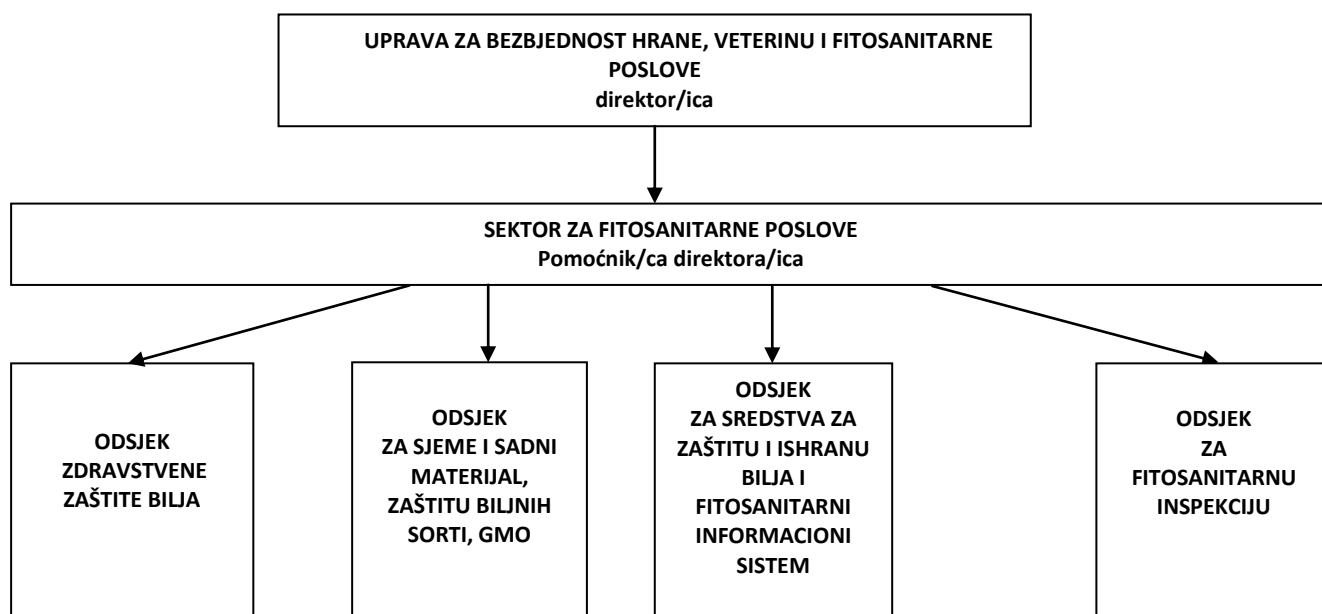 UPRAVA ZA BEZBJEDNOST HRANE, VETERINU I FITOSANITARNE
POSLOVE
direktor/ica
SEKTOR ZA FITOSANITARNE POSLOVE
Pomoćnik/ca direktora/ica
ODSJEK
ZDRAVSTVENE
ZAŠTITE BILJA
ODSJEK
ZA SJEME I SADNI
MATERIJAL,
ZAŠTITU BILJNIH
SORTI, GMO
ODSJEK
ZA SREDSTVA ZA
ZAŠTITU I ISHRANU
BILJA I
FITOSANITARNI
INFORMACIONI
SISTEM
ODSJEK
ZA
FITOSANITARNU
INSPEKCIJU